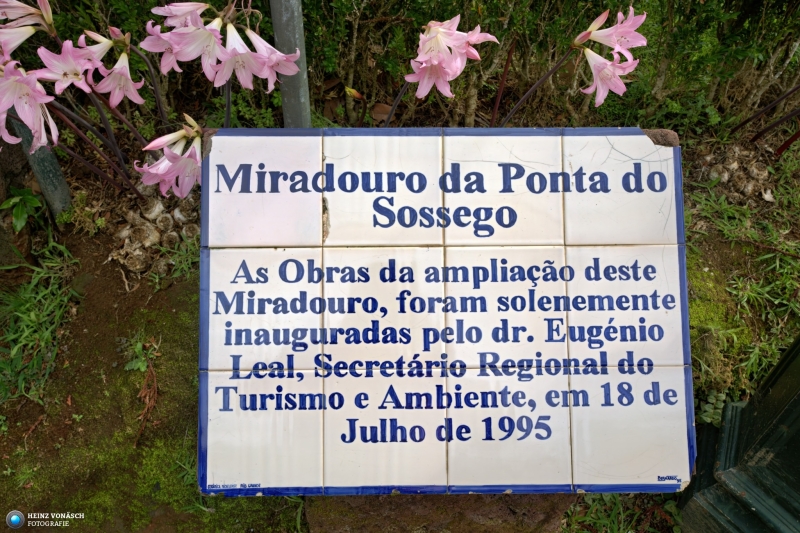 Miradouro da Ponta do
Sossego
As Obras da ampliação deste
Miradouro, foram solenemente
inauguradas pelo dr. Eugénio
Leal, Secretário Regional do
Turismo e Ambiente, em 18 de
Julho de 1995
HEINZ VONÄSCH
FOTOGRAFIE